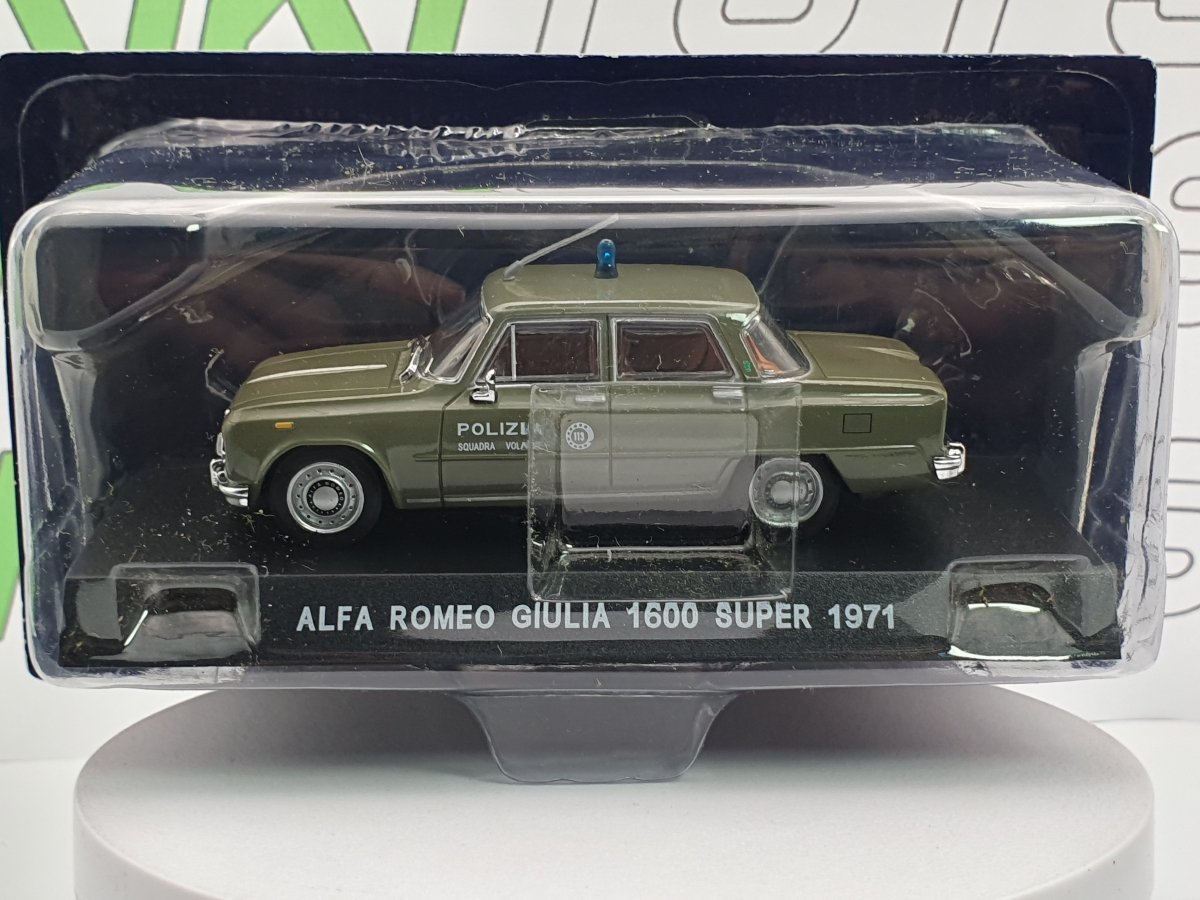 POLIZIA
SQUADRA VOLANTE
113
ALFA ROMEO GIULIA 1600 SUPER 1971